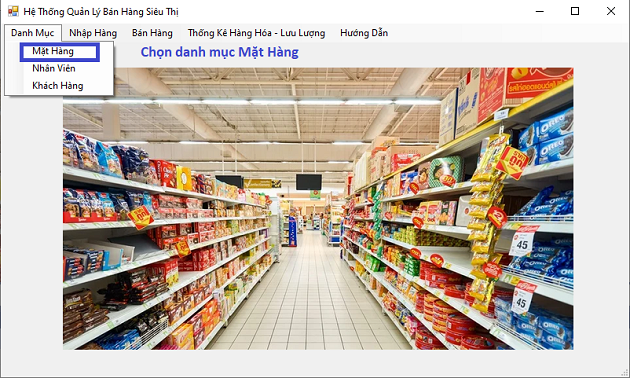 Hệ Thống Quản Lý Bán Hàng Siêu Thị
Danh Mục Nhập Hàng Bán Hàng Thống Kê Hàng Hóa - Lưu Lượng Hướng Dẫn
Mặt Hàng
Chọn danh mục Mặt Hàng
Nhân Viên
Khách Hàng
OREO
OREO
45
45